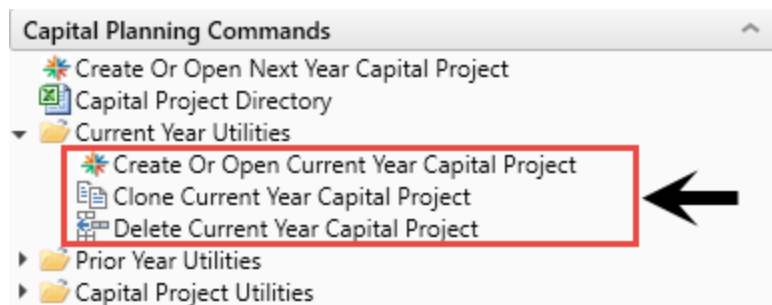 Capital Planning Commands
Create Or Open Next Year Capital Project
Capital Project Directory
Current Year Utilities
Create Or Open Current Year Capital Project
Clone Current Year Capital Project
Delete Current Year Capital Project
Prior Year Utilities
Capital Project Utilities